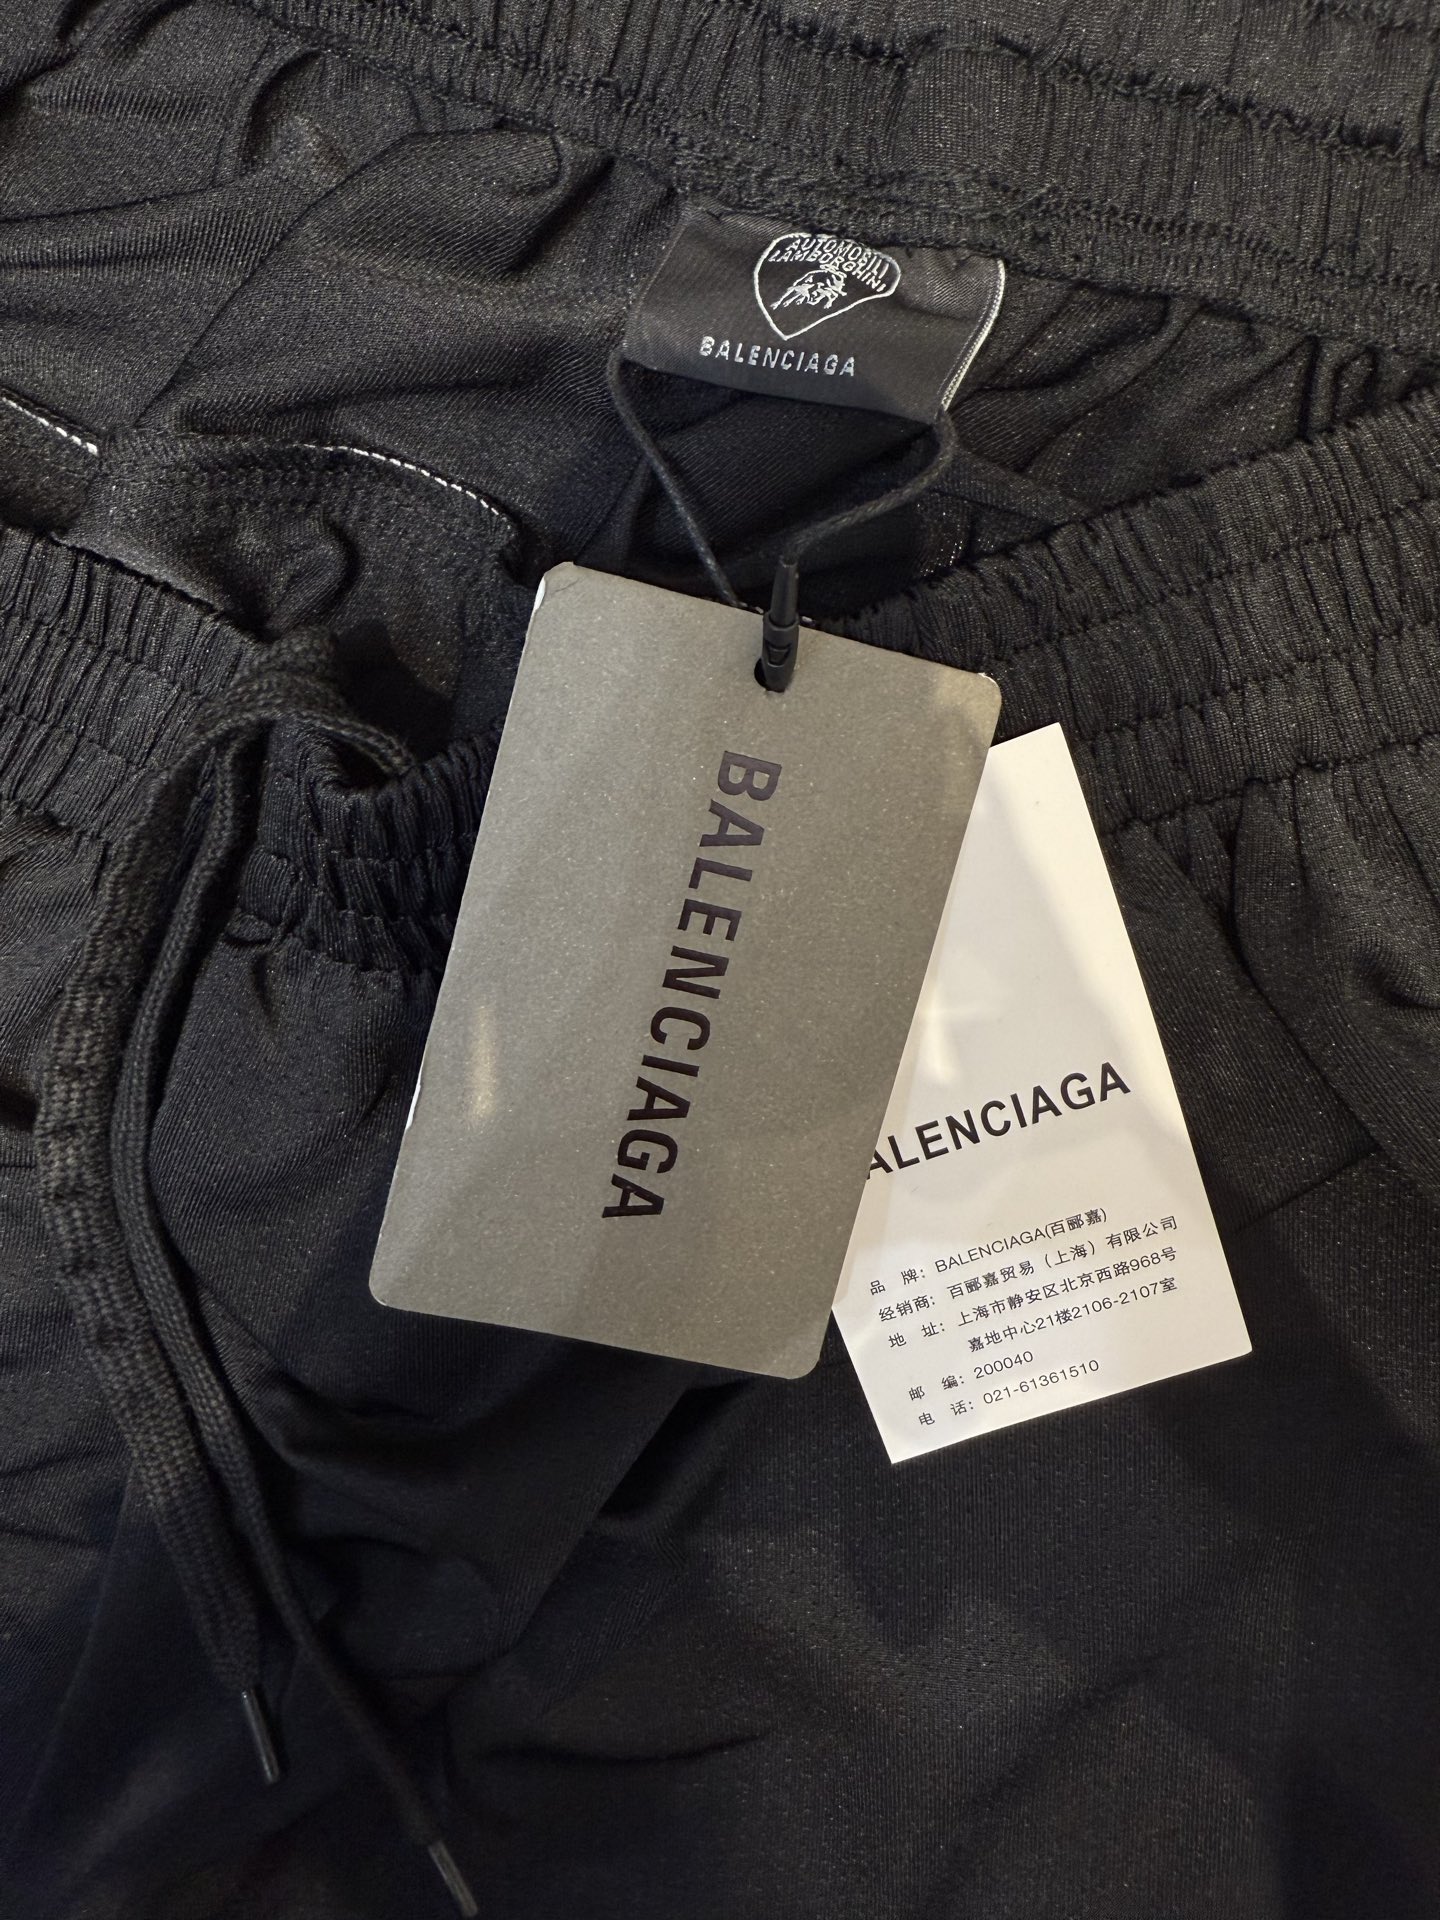 AUTOMOBILI
LAMBORGHINI
BALENCIAGA
BALENCIAGA
ALENCIAGA
品 牌：BALENCIAGA(百郦嘉)
经销商：百郦嘉贸易（上海）有限公司
地 址：上海市静安区北京西路968号
嘉地中心21楼2106-2107室
邮 编：200040
电 话：021-61361510